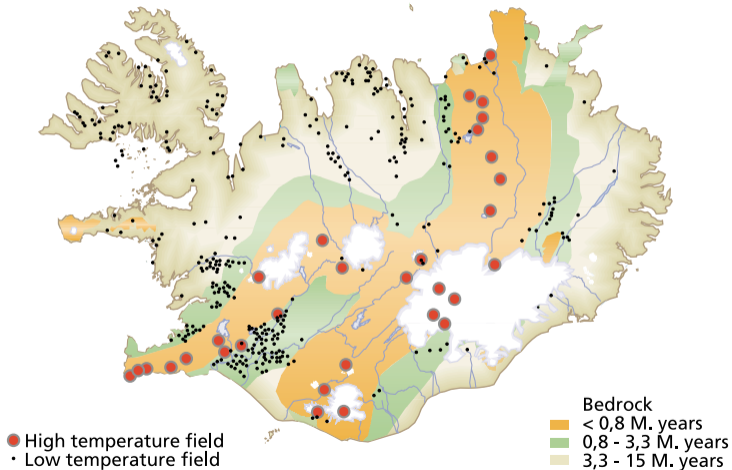 High temperature field
Low temperature field
Bedrock
< 0,8 M. years
0,8 - 3,3 M. years
3,3 - 15 M. years